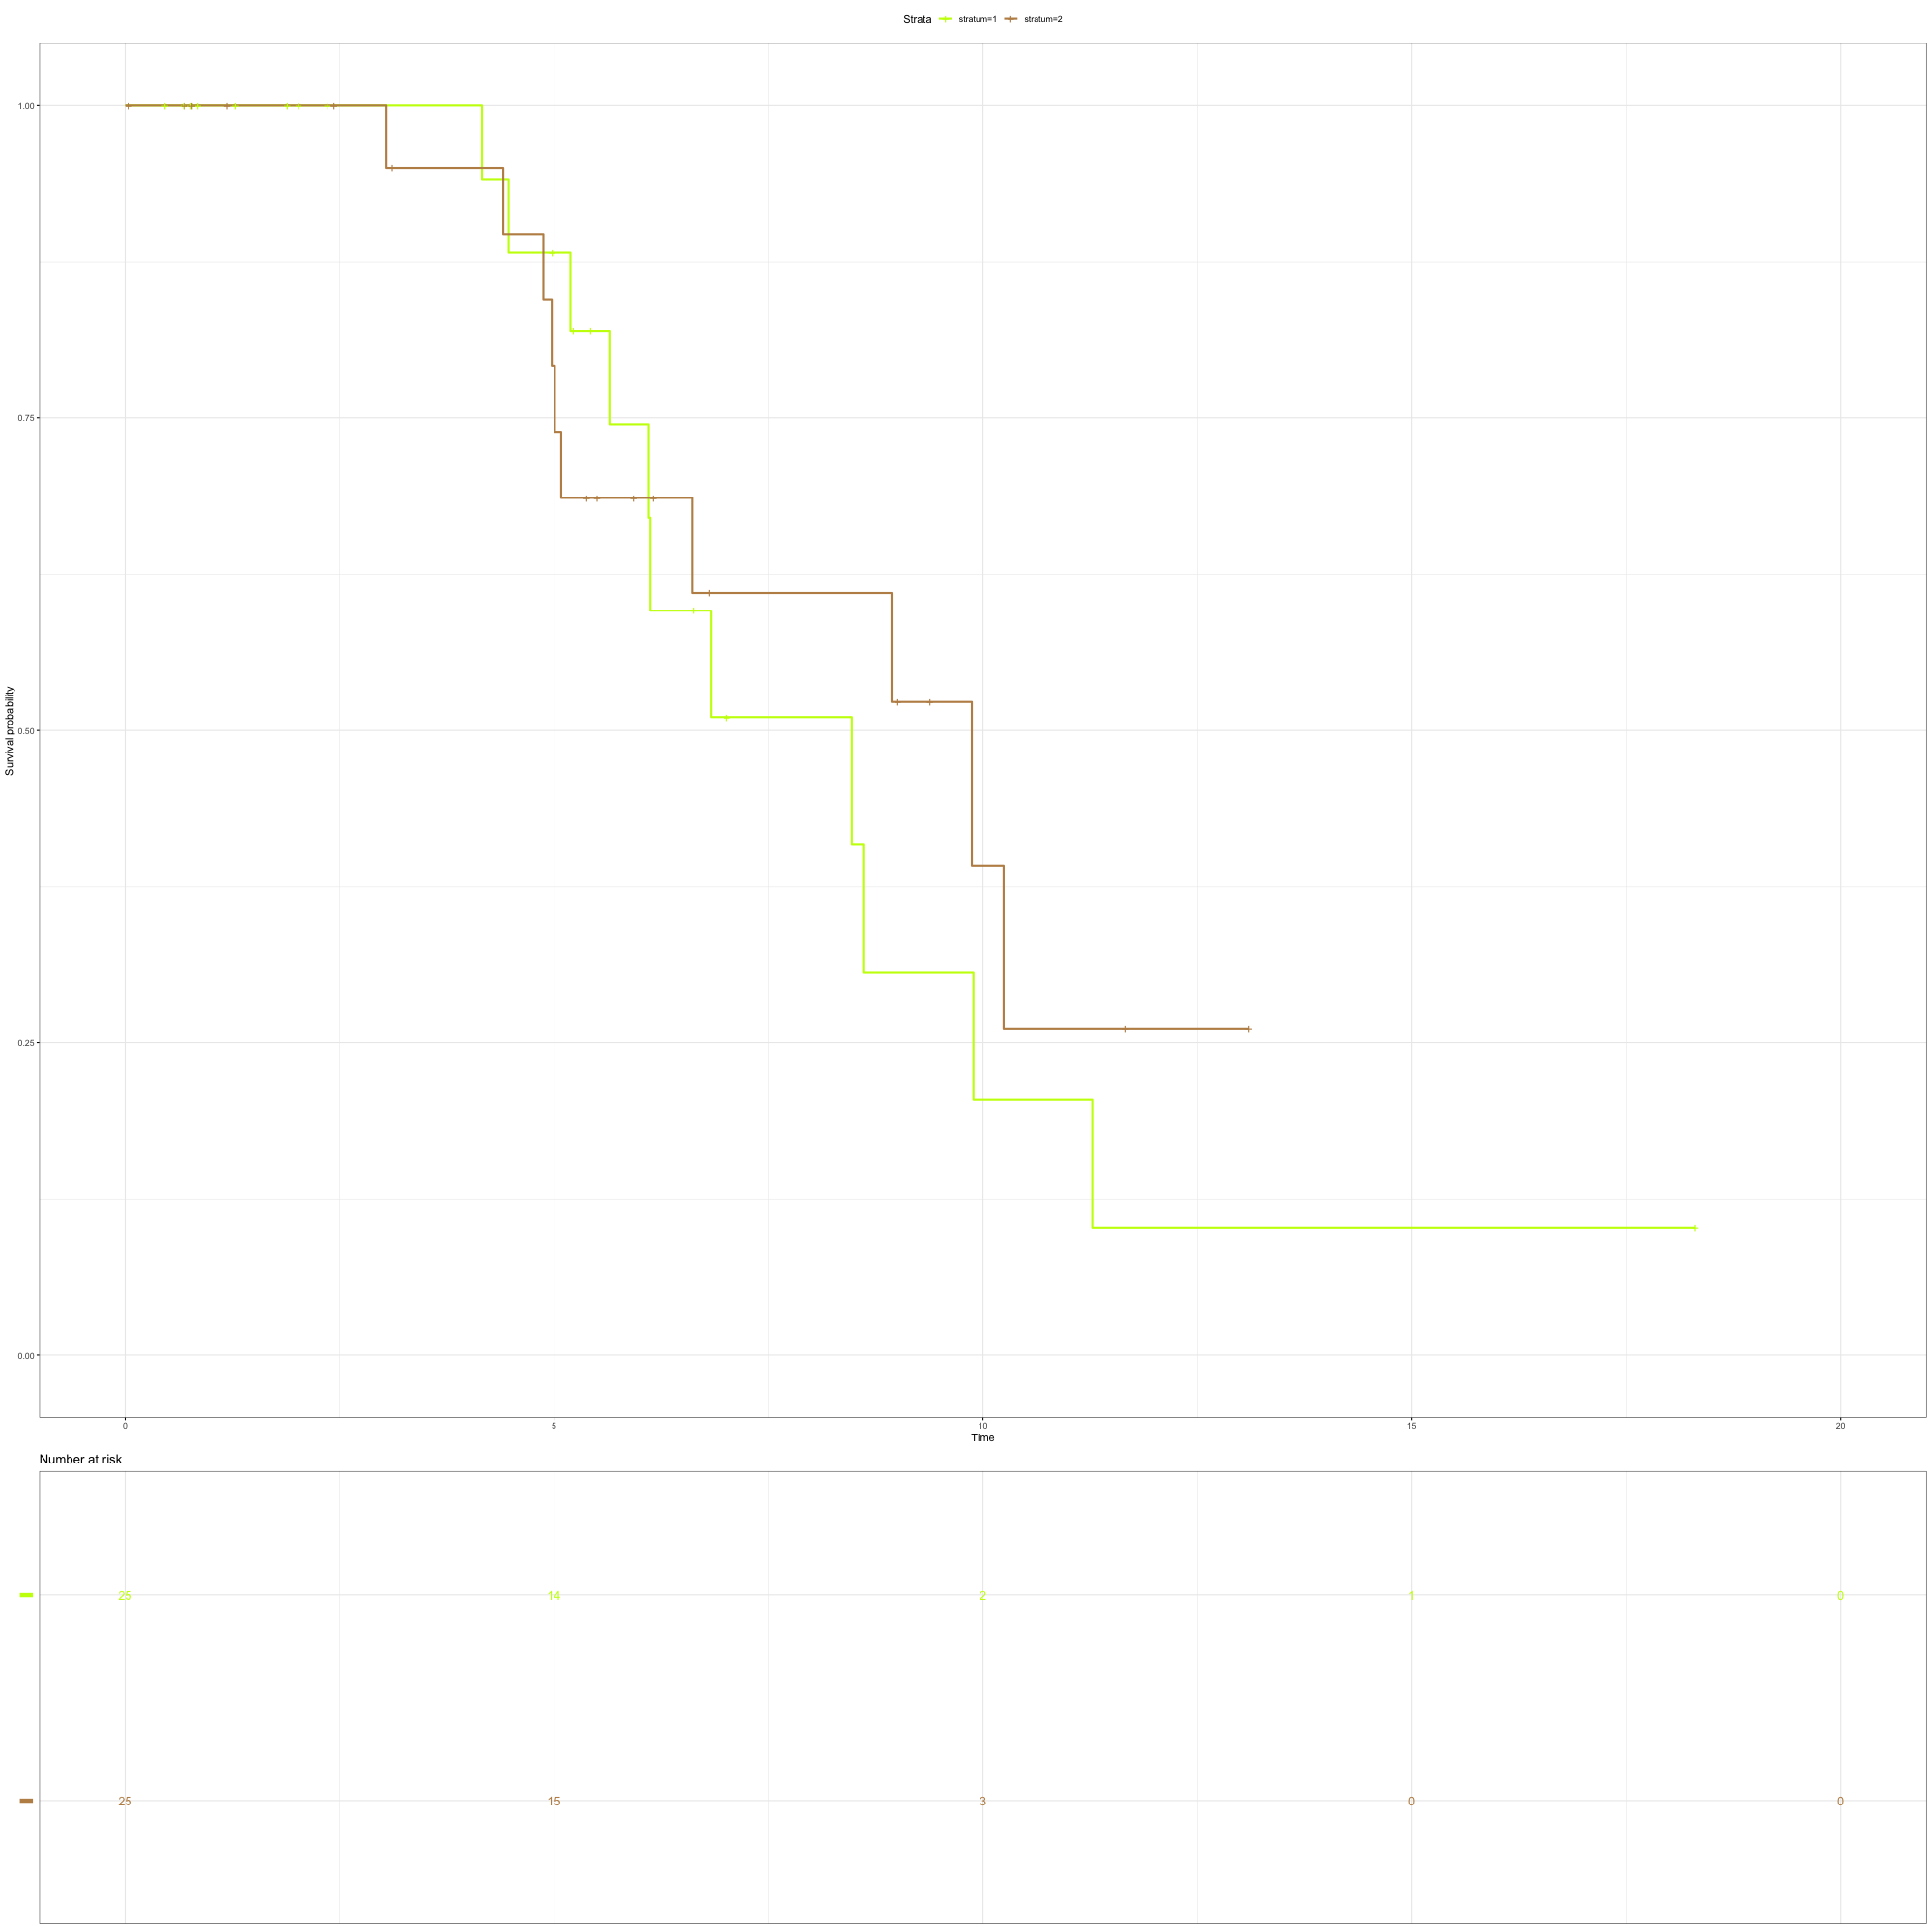 Strata stratum=1 stratum=2
1.00
0.75
0.50
0.25
0.00
Survival probability
0 5 10 15 20
Time
Number at risk
25 14 2 1 0
25 15 3 0 0